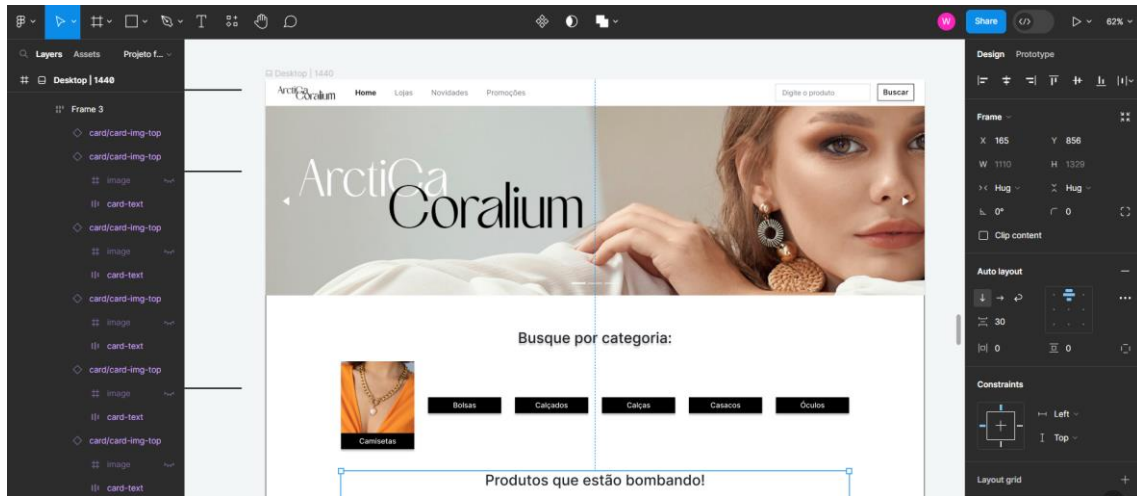 W
Share
62%
Layers Assets Projeto f...
Desktop | 1440
Frame 3
card/card-img-top
card/card-img-top
image
card-text
card/card-img-top
image
card-text
card/card-img-top
image
card-text
card/card-img-top
image
card-text
card/card-img-top
image
card-text
Desktop | 1440
ArctiCa
Coralium
Home Lojas Novidades Promoções
Digite o produto
Buscar
ArctiCa
Coralium
Busque por categoria:
Camisetas
Bolsas
Calçados
Calças
Casacos
Óculos
Produtos que estão bombando!
Design Prototype
Frame
X 165 Y 856
W 1110 H 1329
Hug Hug
0° 0
Clip content
Auto layout
30
0 0
Constraints
Left
Top
Layout grid